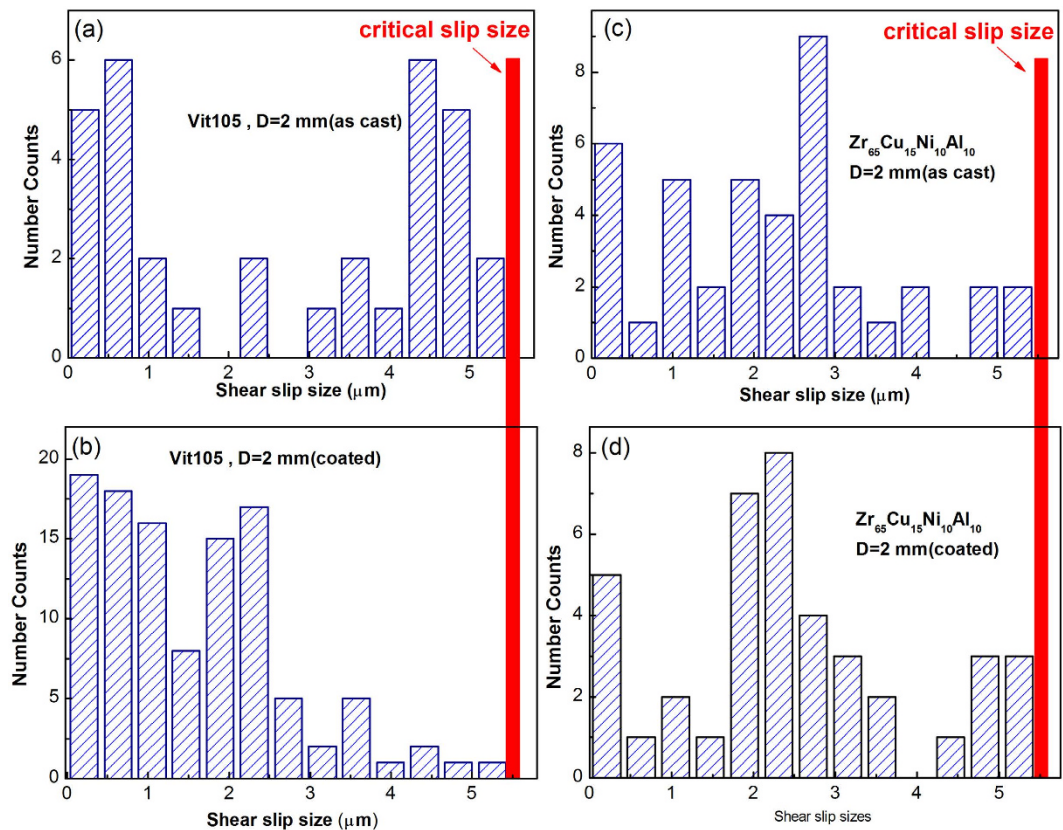 (a)
critical slip size
Vit105 , D=2 mm(as cast)
Number Counts
6
4
2
0
0 1 2 3 4 5
Shear slip size (μm)
(c)
critical slip size
Zr65Cu15Ni10Al10
D=2 mm(as cast)
Number Counts
8
6
4
2
0
0 1 2 3 4 5
Shear slip size (μm)
(b)
Vit105 , D=2 mm(coated)
Number Counts
20
15
10
5
0
0 1 2 3 4 5
Shear slip size (μm)
(d)
Zr65Cu15Ni10Al10
D=2 mm(coated)
Number Counts
8
6
4
2
0
0 1 2 3 4 5
Shear slip sizes